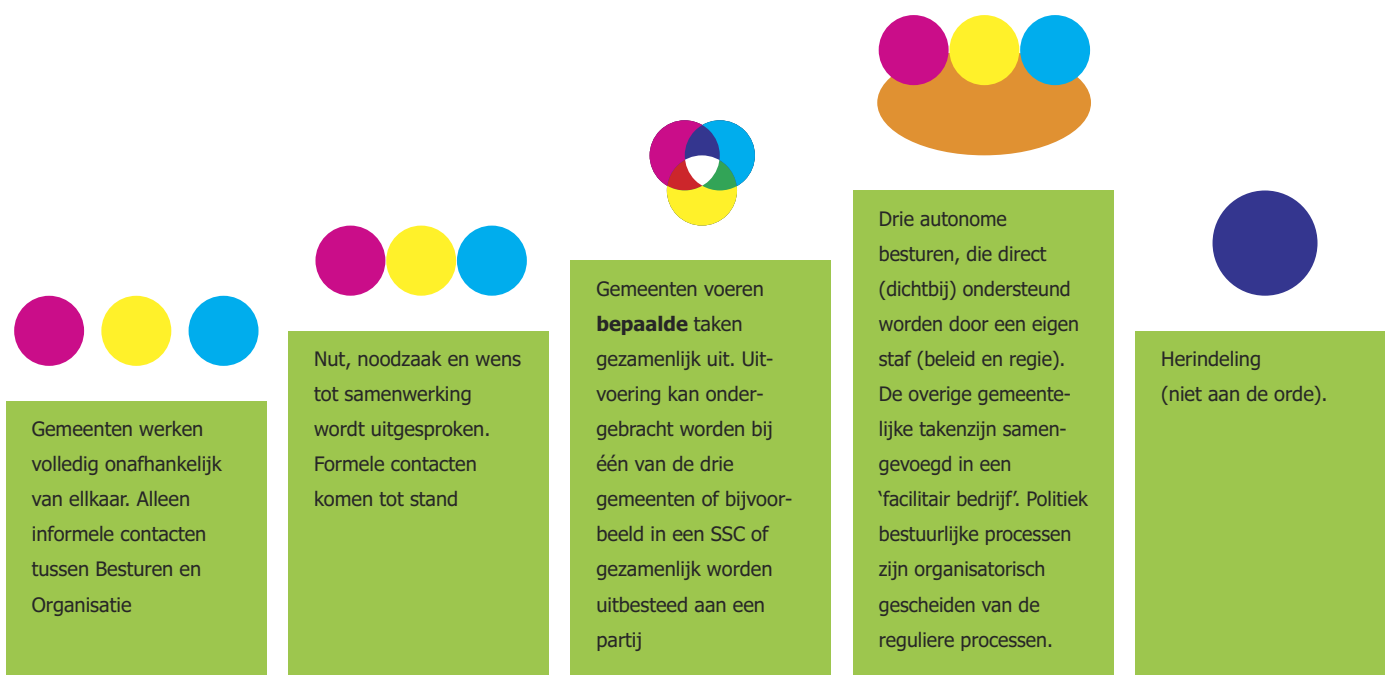 Gemeenten werken
volledig onafhankelijk
van ellkaar. Alleen
informele contacten
tussen Besturen en
Organisatie
Nut, noodzaak en wens
tot samenwerking
wordt uitgesproken.
Formele contacten
komen tot stand
Gemeenten voeren
bepaalde taken
gezamenlijk uit. Uit-
voering kan onder-
gebracht worden bij
één van de drie
gemeenten of bijvoor-
beeld in een SSC of
gezamenlijk worden
uitbesteed aan een
partij
Drie autonome
besturen, die direct
(dichtbij) ondersteund
worden door een eigen
staf (beleid en regie).
De overige gemeente-
lijke takenzijn samen-
gevoegd in een
‘facilitair bedrijf’. Politiek
bestuurlijke processen
zijn organisatorisch
gescheiden van de
reguliere processen.
Herindeling
(niet aan de orde).